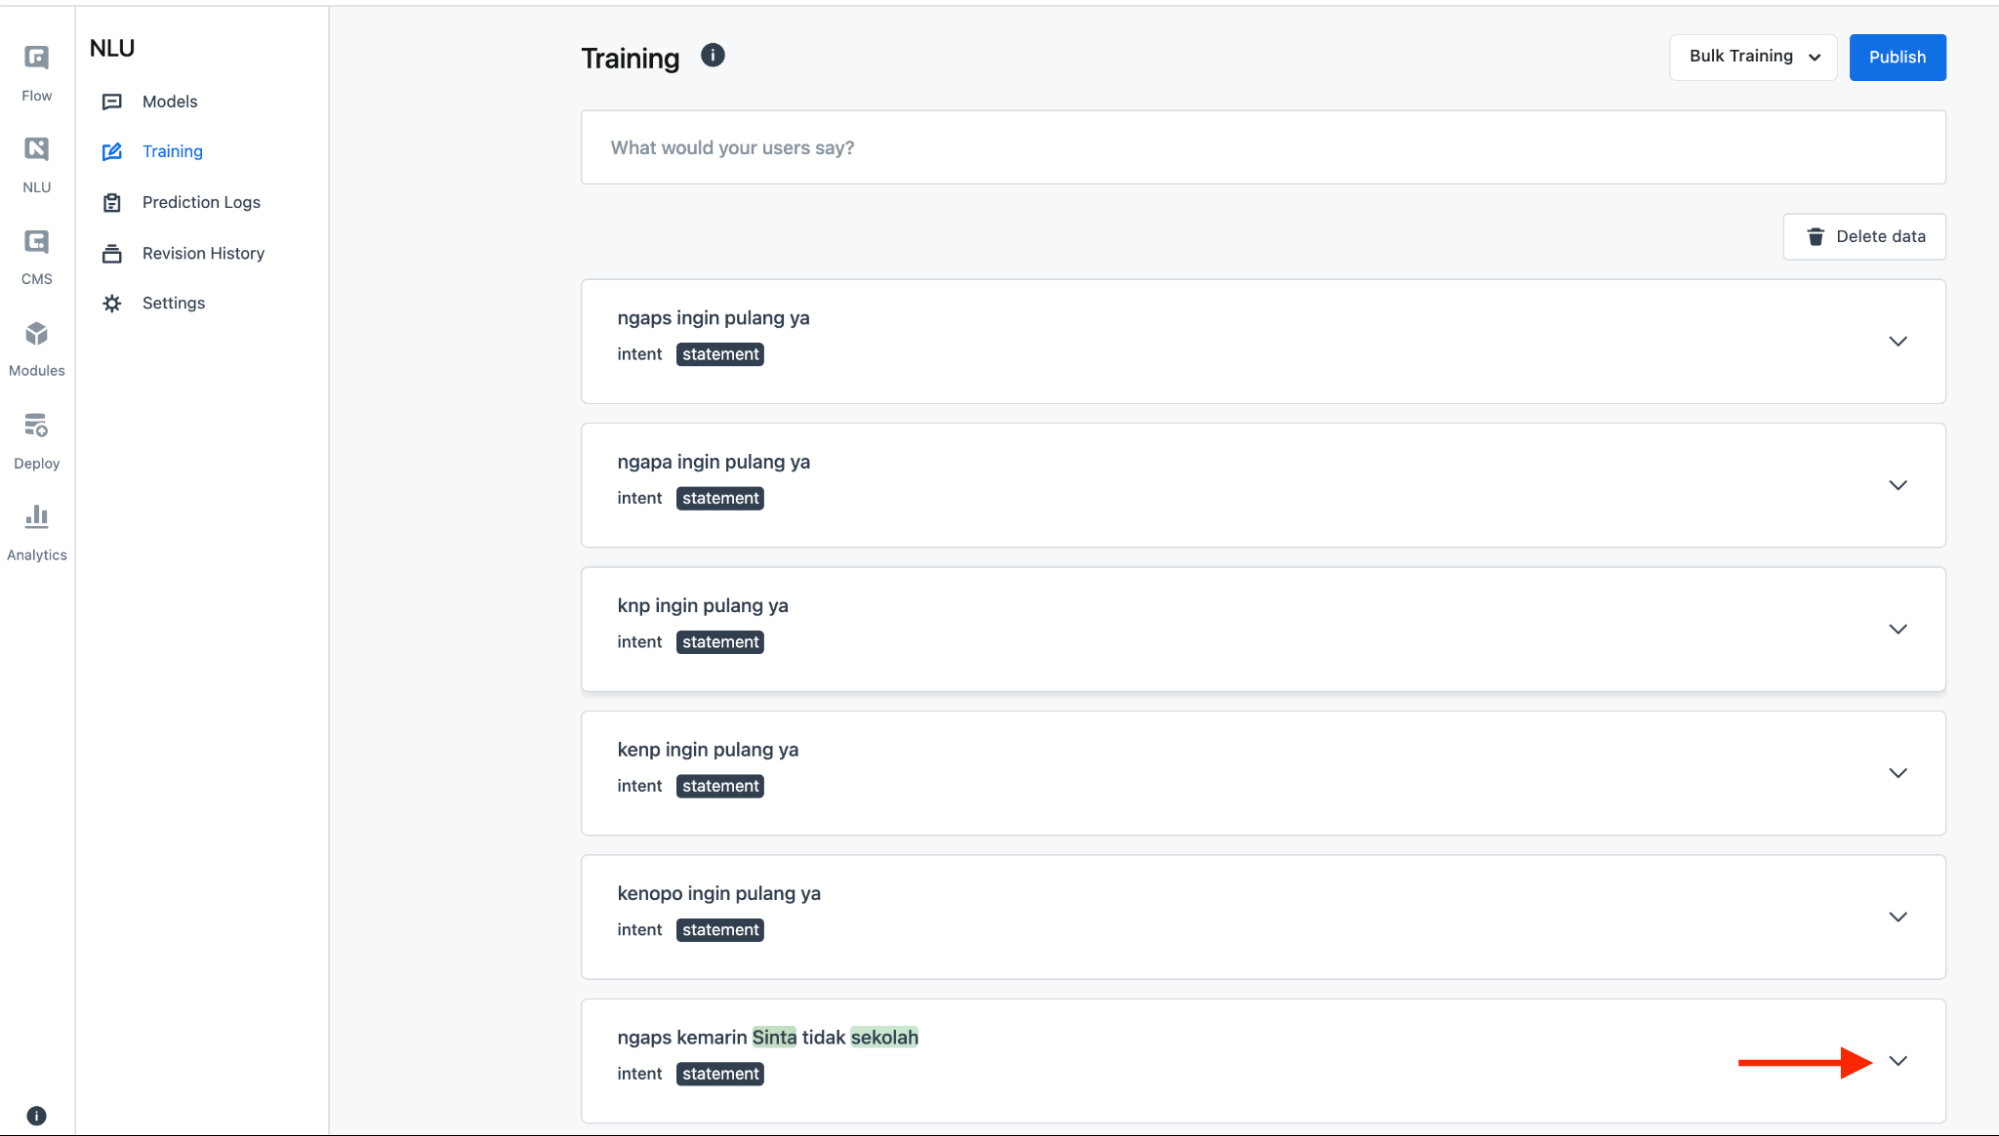 Flow
NLU
CMS
Modules
Deploy
Analytics
NLU
Models
Training
Prediction Logs
Revision History
Settings
Training
Bulk Training
Publish
What would your users say?
Delete data
ngaps ingin pulang ya
intent statement
ngapa ingin pulang ya
intent statement
knp ingin pulang ya
intent statement
kenp ingin pulang ya
intent statement
kenopo ingin pulang ya
intent statement
ngaps kemarin Sinta tidak sekolah
intent statement